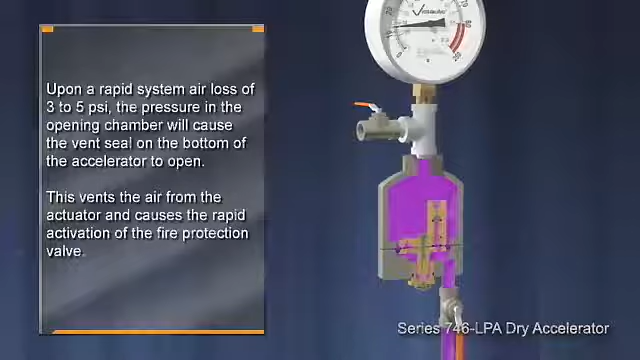 Upon a rapid system air loss of
3 to 5 psi, the pressure in the
opening chamber will cause
the vent seal on the bottom of
the accelerator to open.
This vents the air from the
actuator and causes the rapid
activation of the fire protection
valve.
Series 746-LPA Dry Accelerator